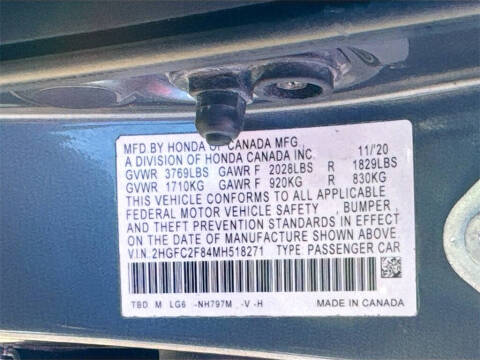 MFD.BY HONDA OF CANADA MFG.
A DIVISION OF HONDA CANADA INC. 11/'20
GVWR 3769LBS GAWR F 2028LBS R 1829LBS
GVWR 1710KG GAWR F 920KG R 830KG
THIS VEHICLE CONFORMS TO ALL APPLICABLE
FEDERAL MOTOR VEHICLE SAFETY , BUMPER ,
AND THEFT PREVENTION STANDARDS IN EFFECT
ON THE DATE OF MANUFACTURE SHOWN ABOVE.
V.I.N.:2HGFC2F84MH518271 TYPE:PASSENGER CAR
TBD M LG6 -NH797M -V -H MADE IN CANADA